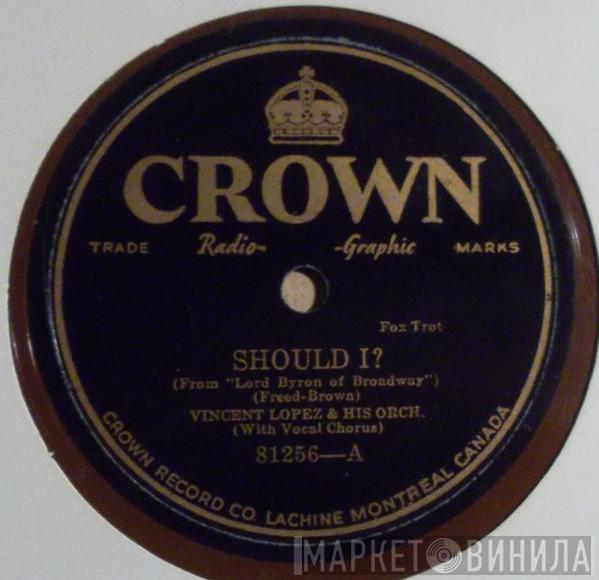 CROWN
TRADE Radio- -Graphic MARKS
Fox Trot
SHOULD I?
(From "Lord Byron of Broadway")
(Freed-Brown)
VINCENT LOPEZ & HIS ORCH.
(With Vocal Chorus)
81256—A
CROWN RECORD CO. LACHINE MONTREAL CANADA
МАРКЕТ ВИНИЛА